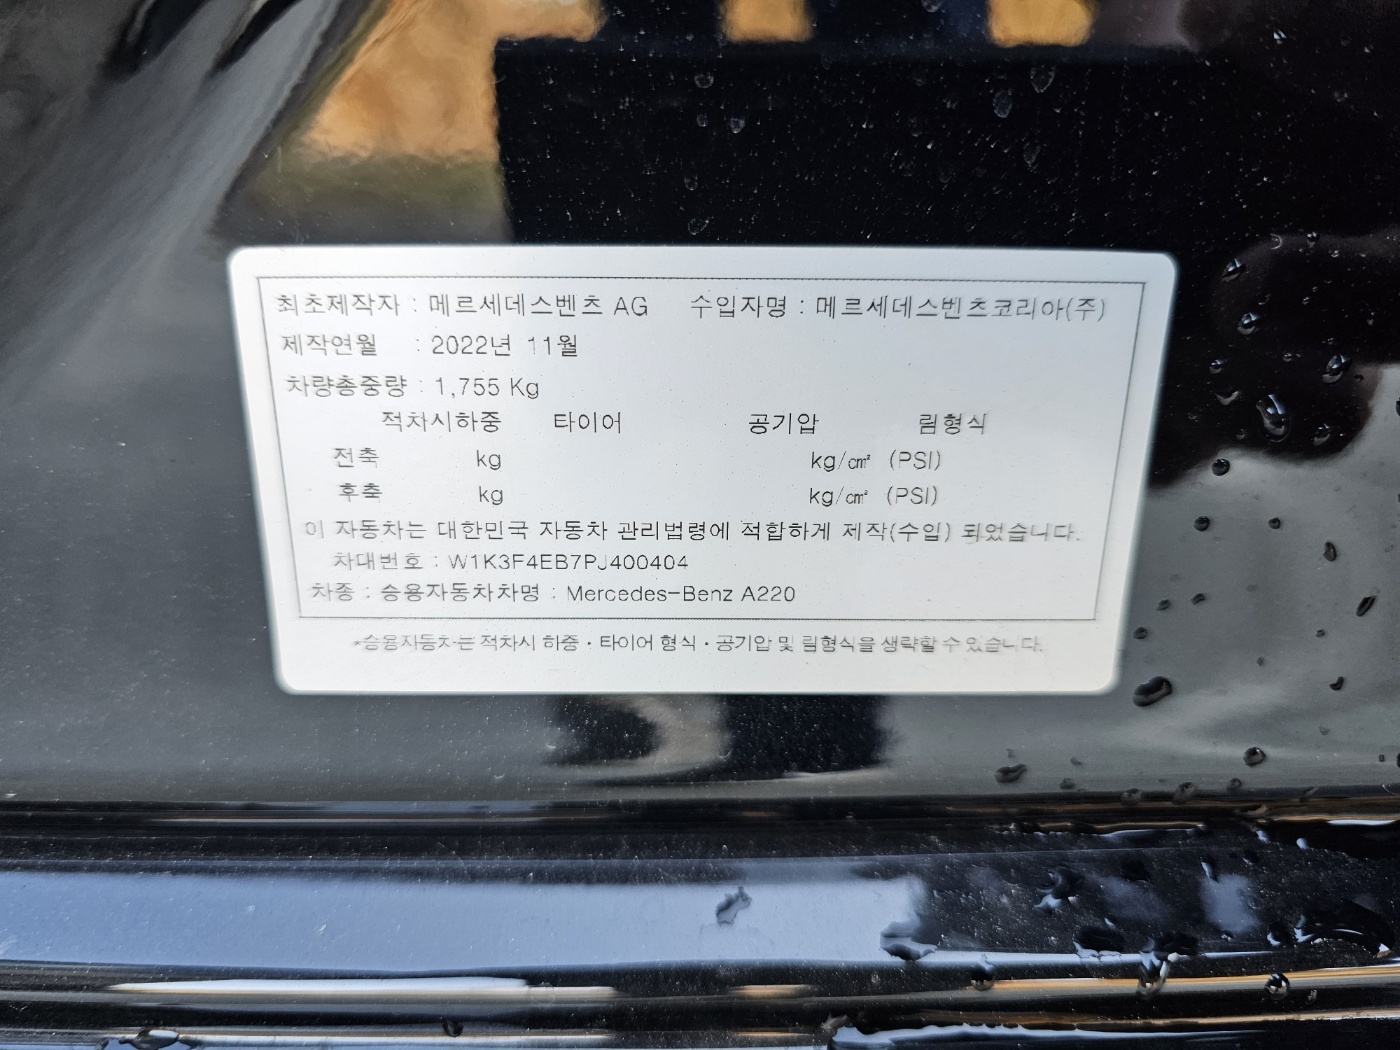 최초제작자 : 메르세데스벤츠 AG 수입자명 : 메르세데스벤츠코리아(주)
제작연월 : 2022년 11월
차량총중량 : 1,755 Kg
적차시하중 타이어 공기압 림형식
전축 kg kg/㎠ (PSI)
후축 kg kg/㎠ (PSI)
이 자동차는 대한민국 자동차 관리법령에 적합하게 제작(수입) 되었습니다.
차대번호 : W1K3F4EB7PJ400404
차종 : 승용자동차차명 : Mercedes-Benz A220
*승용자동차는 적차시 하중·타이어 형식·공기압 및 림형식을 생략할 수 있습니다.